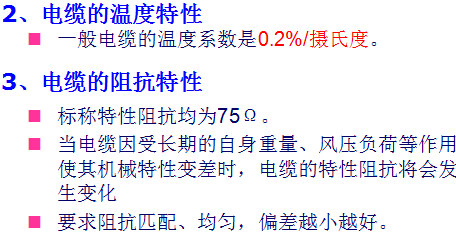 2、电缆的温度特性
■ 一般电缆的温度系数是0.2%/摄氏度。
3、电缆的阻抗特性
■ 标称特性阻抗均为75Ω。
■ 当电缆因受长期的自身重量、风压负荷等作用
使其机械特性变差时，电缆的特性阻抗将会发
生变化
■ 要求阻抗匹配、均匀，偏差越小越好。